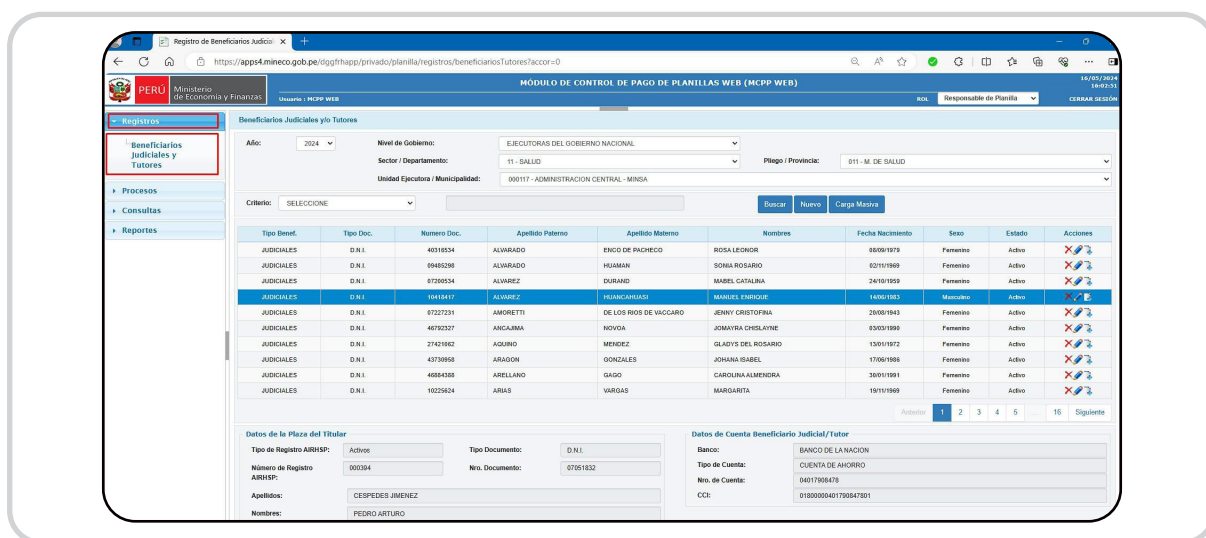 Registro de Beneficiarios Judicial
https://apps4.mineco.gob.pe/dggfrhapp/privado/planilla/registros/beneficiariosTutores?accor=0
PERÚ Ministerio de Economía y Finanzas
MÓDULO DE CONTROL DE PAGO DE PLANILLAS WEB (MCPP WEB)
16/05/2024
16:02:51
Usuario : MCPP WEB
ROL Responsable de Planilla
CERRAR SESIÓN
Registros
Beneficiarios Judiciales y Tutores
Procesos
Consultas
Reportes
Beneficiarios Judiciales y/o Tutores
Año: 2024 Nivel de Gobierno: EJECUTORAS DEL GOBIERNO NACIONAL
Sector / Departamento: 11 - SALUD Pliego / Provincia: 011 - M. DE SALUD
Unidad Ejecutora / Municipalidad: 000117 - ADMINISTRACION CENTRAL - MINSA
Criterio: SELECCIONE Buscar Nuevo Carga Masiva
Tipo Benef. Tipo Doc. Numero Doc. Apellido Paterno Apellido Materno Nombres Fecha Nacimiento Sexo Estado Acciones
JUDICIALES D.N.I. 40316534 ALVARADO ENCO DE PACHECO ROSA LEONOR 08/09/1979 Femenino Activo
JUDICIALES D.N.I. 09485298 ALVARADO HUAMAN SONIA ROSARIO 02/11/1969 Femenino Activo
JUDICIALES D.N.I. 07200534 ALVAREZ DURAND MABEL CATALINA 24/10/1959 Femenino Activo
JUDICIALES D.N.I. 10418417 ALVAREZ HUANCAHUASI MANUEL ENRIQUE 14/06/1983 Masculino Activo
JUDICIALES D.N.I. 07227231 AMORETTI DE LOS RIOS DE VACCARO JENNY CRISTOFINA 20/08/1943 Femenino Activo
JUDICIALES D.N.I. 46792327 ANCAJIMA NOVOA JOMAYRA CHISLAYNE 03/03/1990 Femenino Activo
JUDICIALES D.N.I. 27421062 AQUINO MENDEZ GLADYS DEL ROSARIO 13/01/1972 Femenino Activo
JUDICIALES D.N.I. 43730958 ARAGON GONZALES JOHANA ISABEL 17/06/1986 Femenino Activo
JUDICIALES D.N.I. 46884388 ARELLANO GAGO CAROLINA ALMENDRA 30/01/1991 Femenino Activo
JUDICIALES D.N.I. 10225624 ARIAS VARGAS MARGARITA 19/11/1969 Femenino Activo
Anterior 1 2 3 4 5 … 16 Siguiente
Datos de la Plaza del Titular
Tipo de Registro AIRHSP: Activos Tipo Documento: D.N.I.
Número de Registro AIRHSP: 000394 Nro. Documento: 07051832
Apellidos: CESPEDES JIMENEZ
Nombres: PEDRO ARTURO
Datos de Cuenta Beneficiario Judicial/Tutor
Banco: BANCO DE LA NACION
Tipo de Cuenta: CUENTA DE AHORRO
Nro. de Cuenta: 04017908478
CCI: 01800000401790847801